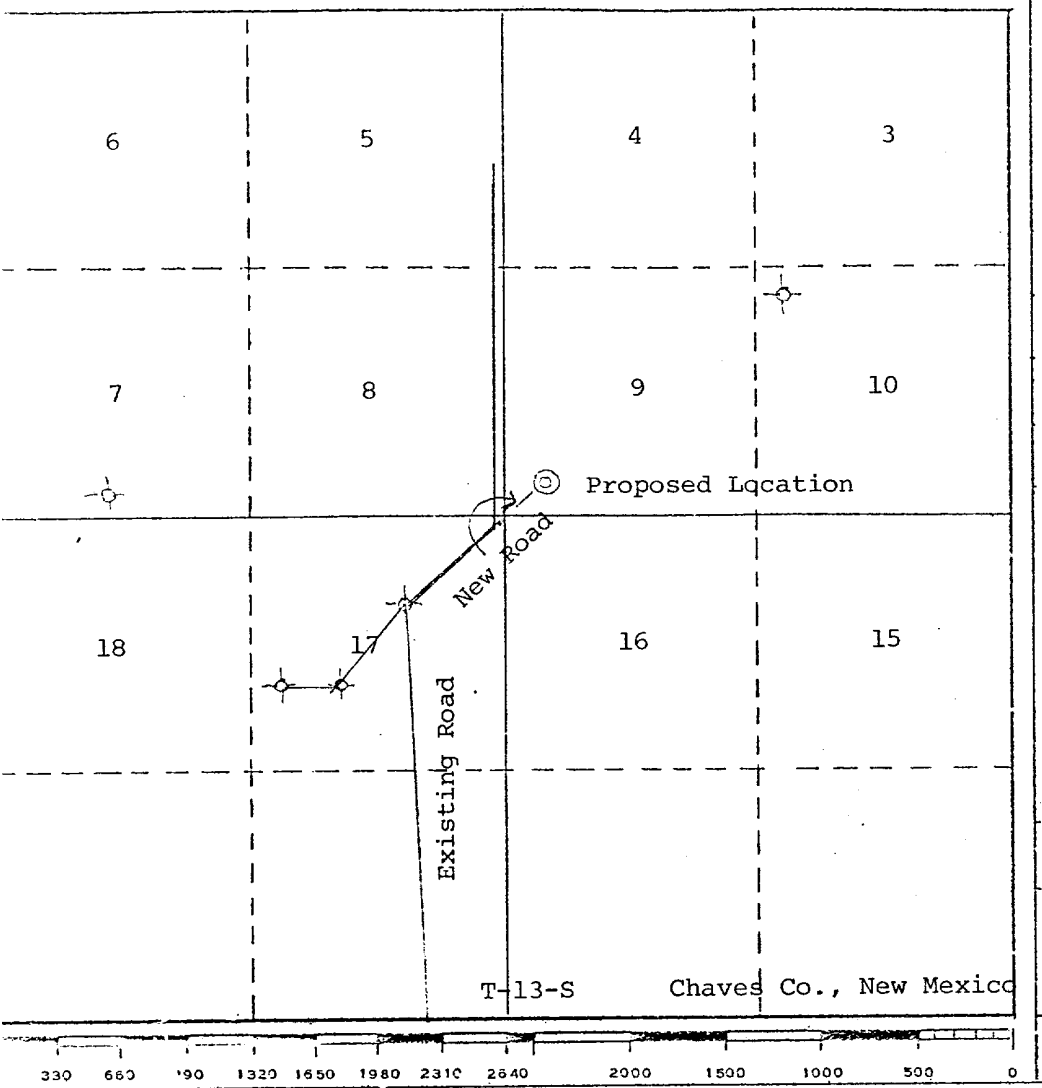 6 5 4 3
7 8 9 10
Proposed Location
New Road
18 17 16 15
Existing Road
T-13-S Chaves Co., New Mexico
330 660 990 1320 1650 1980 2310 2640 2000 1500 1000 500 0